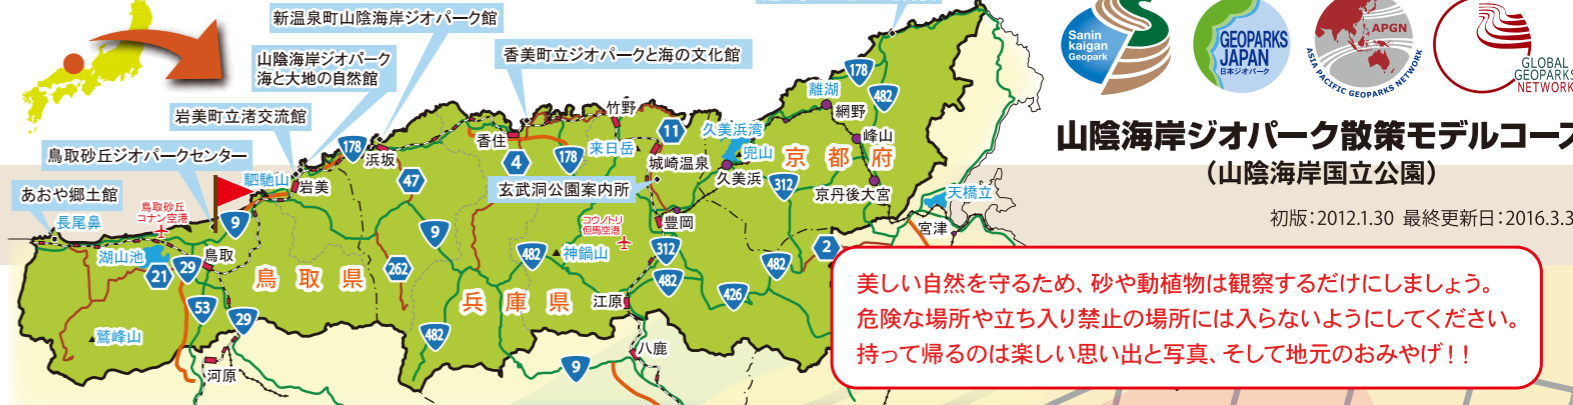 新温泉町山陰海岸ジオパーク館
山陰海岸ジオパーク
海と大地の自然館
香美町立ジオパークと海の文化館
岩美町立渚交流館
鳥取砂丘ジオパークセンター
あおや郷土館
長尾鼻
鳥取砂丘
コナン空港
駟馳山
岩美
浜坂
香住
竹野
来日岳
城崎温泉
玄武洞公園案内所
久美浜湾
兜山
久美浜
離湖
網野
峰山
京都府
京丹後大宮
天橋立
宮津
豊岡
コウノトリ
但馬空港
神鍋山
江原
八鹿
兵庫県
鳥取県
鳥取
湖山池
鷲峰山
河原
178
47
4
178
11
178
482
312
9
9
262
482
312
482
426
482
2
21
29
53
29
482
9
Sanin
kaigan
Geopark
GEOPARKS
JAPAN
日本ジオパーク
APGN
ASIA PACIFIC GEOPARKS NETWORK
GLOBAL
GEOPARKS
NETWORK
山陰海岸ジオパーク散策モデルコース
（山陰海岸国立公園）
初版：2012.1.30 最終更新日：2016.3.3
美しい自然を守るため、砂や動植物は観察するだけにしましょう。
危険な場所や立ち入り禁止の場所には入らないようにしてください。
持って帰るのは楽しい思い出と写真、そして地元のおみやげ！！